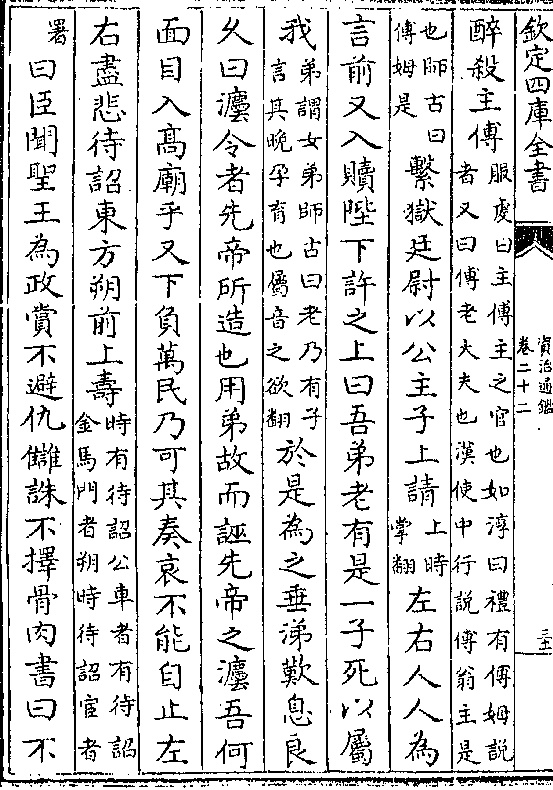 欽定四庫全書
資治通鑑
卷二十二
醉殺主傅服虔曰主傅主之官也如淳曰禮有傅姆說者又曰傅老大夫也漢使中行說傅翁主是
也師古曰傅姆是繫獄廷尉以公主子上請上時掌翻左右人人為
言前又入贖陛下許之上曰吾弟老有是一子死以屬
我弟謂女弟師古曰老乃有子言其晚孕育也屬音之欲翻於是為之垂涕歎息良
久曰灋令者先帝所造也用弟故而誣先帝之灋吾何
面目入髙廟乎又下負萬民乃可其奏哀不能自止左
右盡悲待詔東方朔前上壽時有待詔公車者有待詔金馬門者朔時待詔宦者
署曰臣聞聖王為政賞不避仇讎誅不擇骨肉書曰不